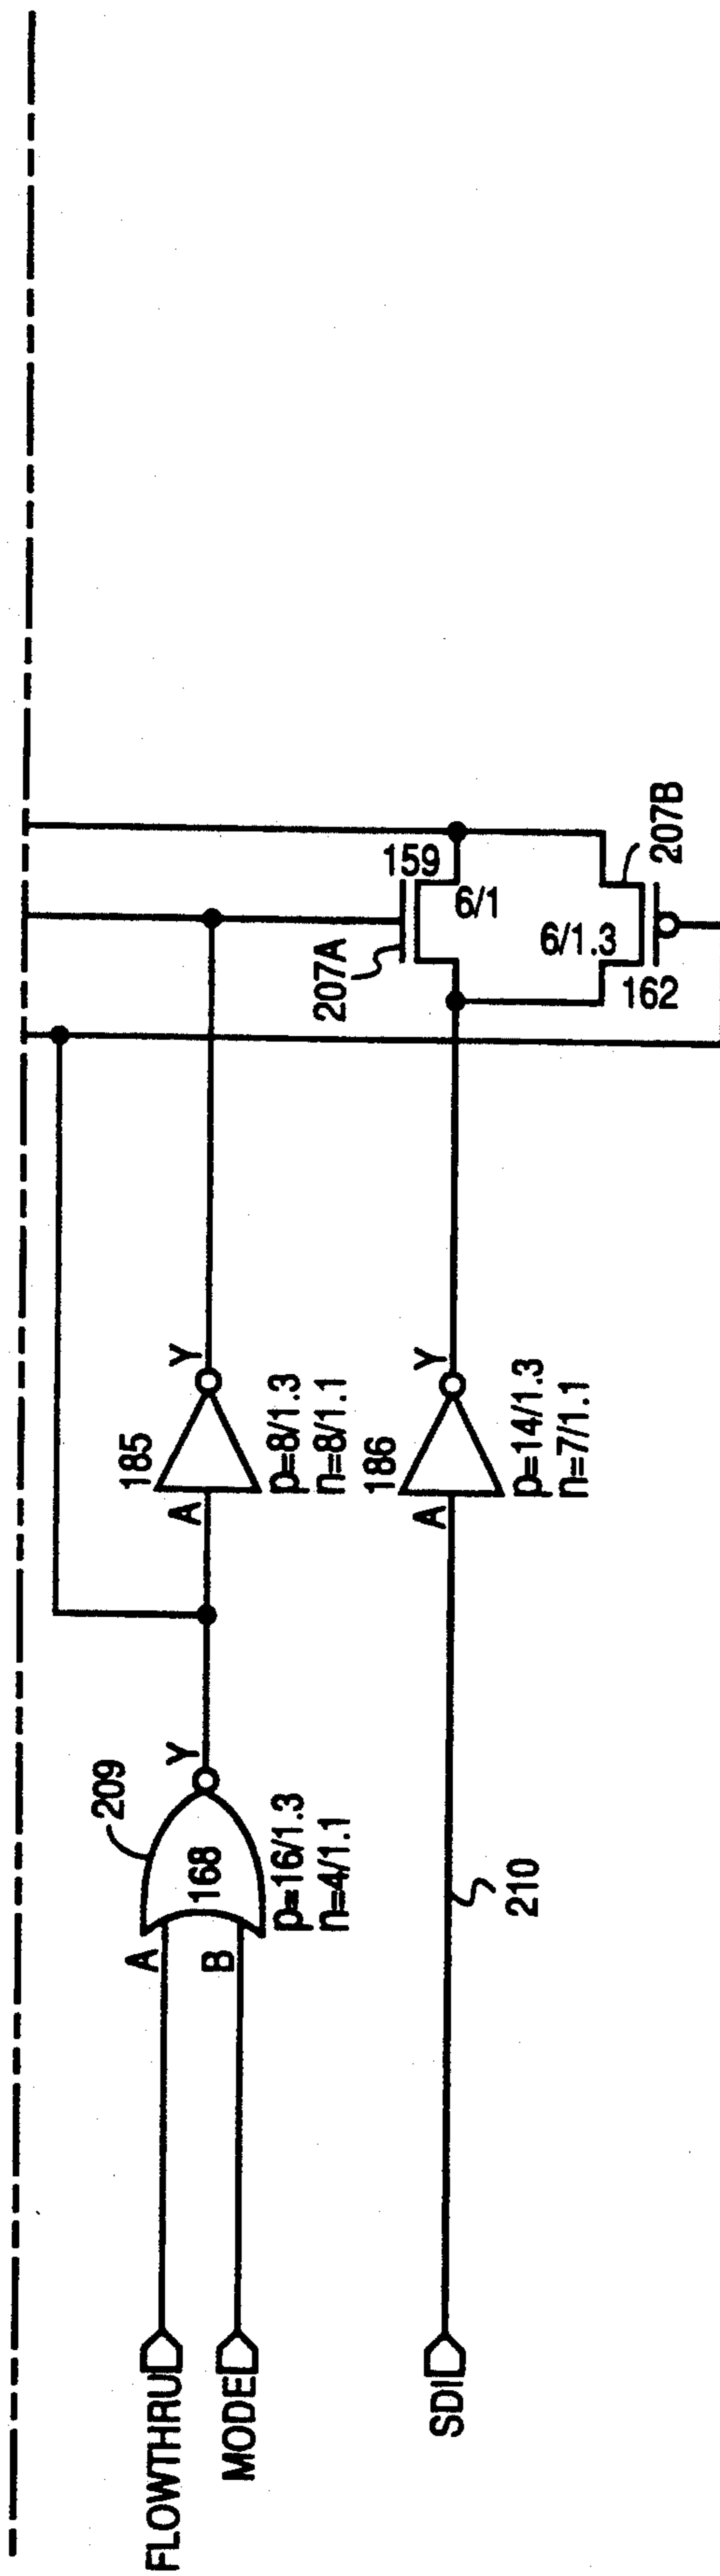 FLOWTHRU
MODE
SDI
A
B
168
209
Y
p=16/1.3
n=4/1.1
210
A
185
Y
p=8/1.3
n=8/1.1
A
186
Y
p=14/1.3
n=7/1.1
207A
159
6/1
6/1.3
162
207B